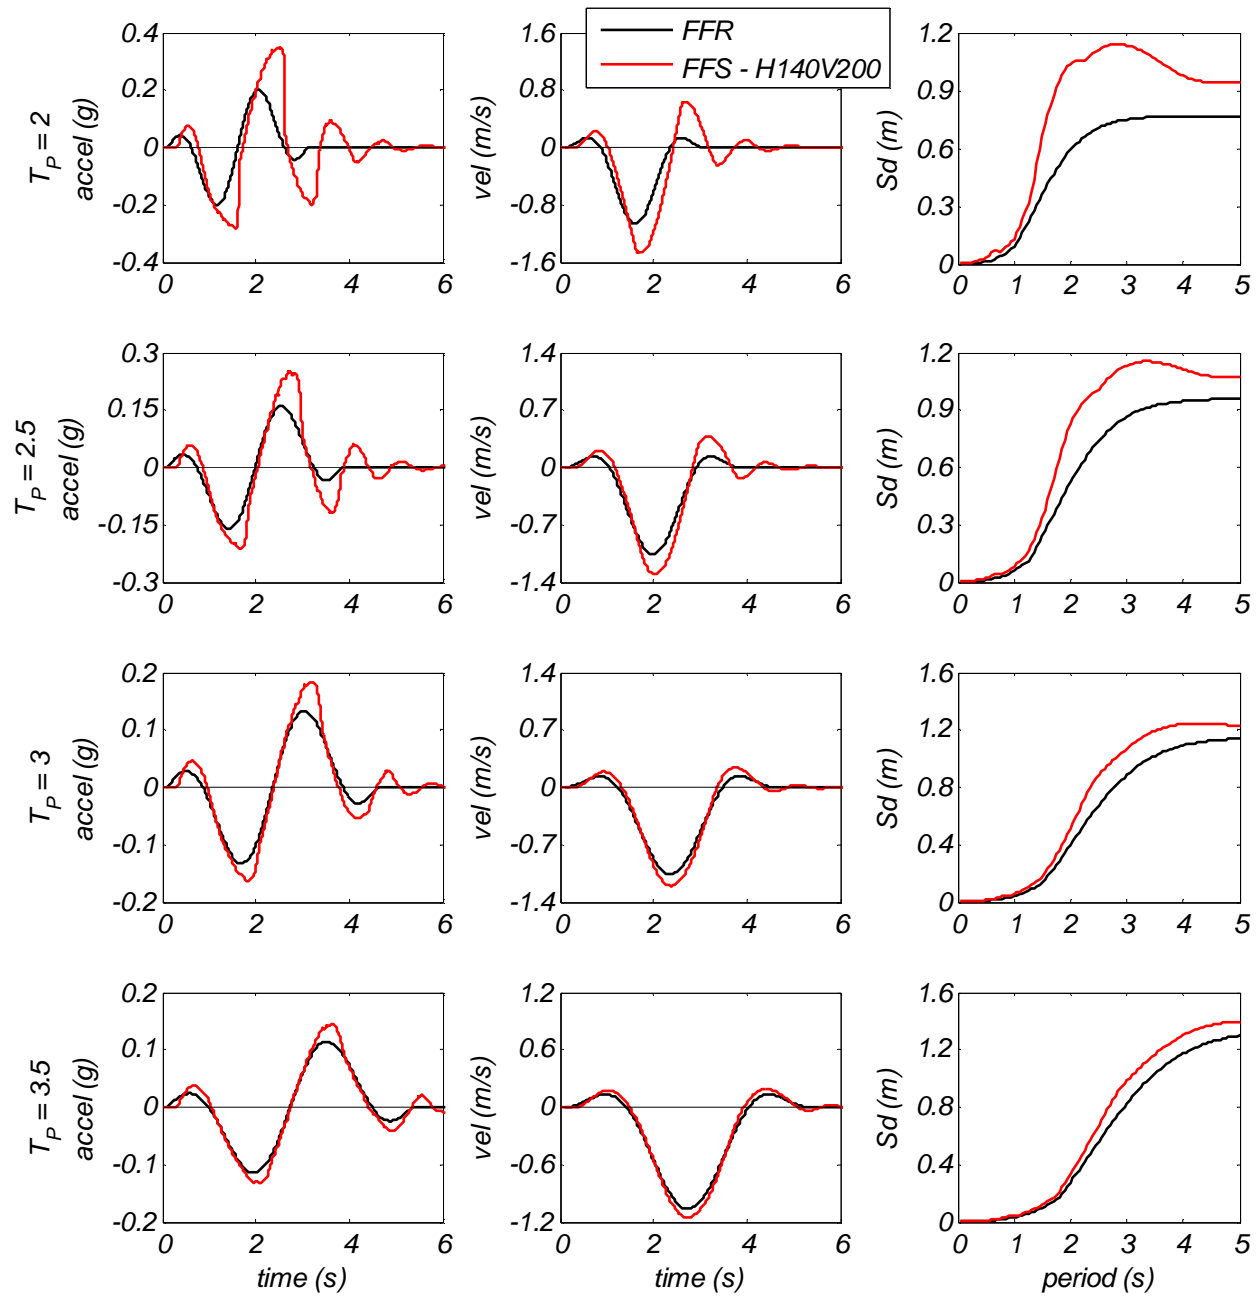 FFR
FFS - H140V200
T_P = 2
accel (g)
0.4
0.2
0
-0.2
-0.4
0 2 4 6
vel (m/s)
1.6
0.8
0
-0.8
-1.6
0 2 4 6
Sd (m)
1.2
0.9
0.6
0.3
0
0 1 2 3 4 5
T_P = 2.5
accel (g)
0.3
0.15
0
-0.15
-0.3
0 2 4 6
vel (m/s)
1.4
0.7
0
-0.7
-1.4
0 2 4 6
Sd (m)
1.2
0.9
0.6
0.3
0
0 1 2 3 4 5
T_P = 3
accel (g)
0.2
0.1
0
-0.1
-0.2
0 2 4 6
vel (m/s)
1.4
0.7
0
-0.7
-1.4
0 2 4 6
Sd (m)
1.6
1.2
0.8
0.4
0
0 1 2 3 4 5
T_P = 3.5
accel (g)
0.2
0.1
0
-0.1
-0.2
0 2 4 6
time (s)
vel (m/s)
1.2
0.6
0
-0.6
-1.2
0 2 4 6
time (s)
Sd (m)
1.6
1.2
0.8
0.4
0
0 1 2 3 4 5
period (s)